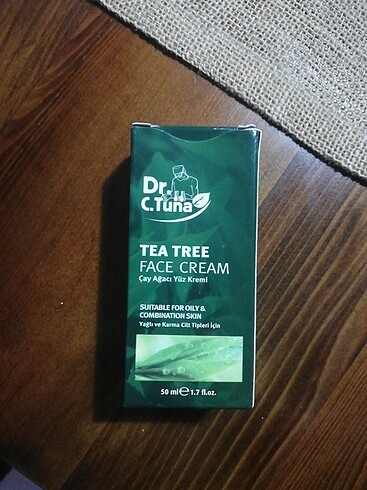 Dr.
C.Tuna
TEA TREE
FACE CREAM
Çay Ağacı Yüz Kremi
SUITABLE FOR OILY &
COMBINATION SKIN
Yağlı ve Karma Cilt Tipleri İçin
50 ml ℮ 1.7 fl.oz.